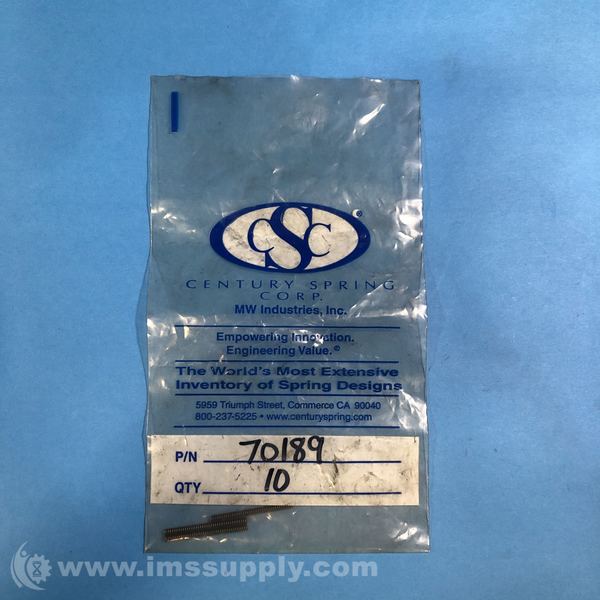 CSC ®
CENTURY SPRING
CORP.
MW Industries, Inc.
Empowering Innovation.
Engineering Value.®
The World's Most Extensive
Inventory of Spring Designs
5959 Triumph Street, Commerce CA 90040
800-237-5225 • www.centuryspring.com
P/N 70189
QTY 10
www.imssupply.com